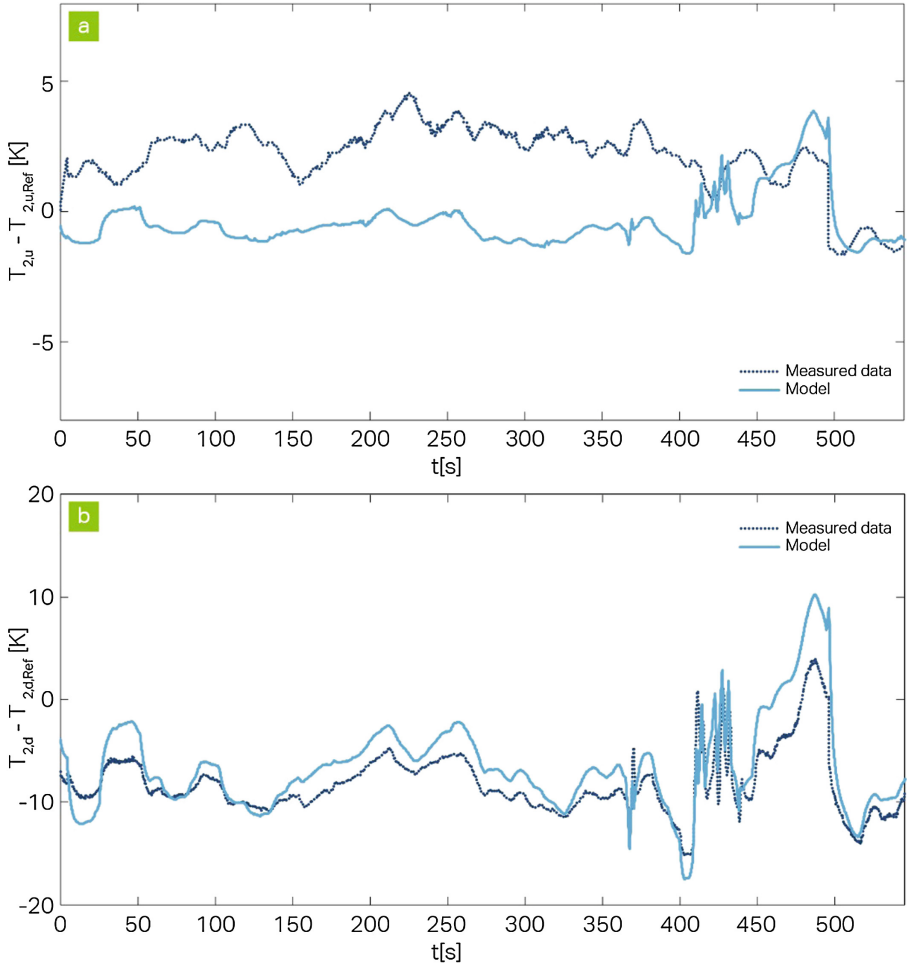 a
5
0
-5
T2,u - T2,u,Ref [K]
Measured data
Model
0 50 100 150 200 250 300 350 400 450 500
t[s]
20
b
10
0
-10
-20
T2,d - T2,d,Ref [K]
Measured data
Model
0 50 100 150 200 250 300 350 400 450 500
t[s]